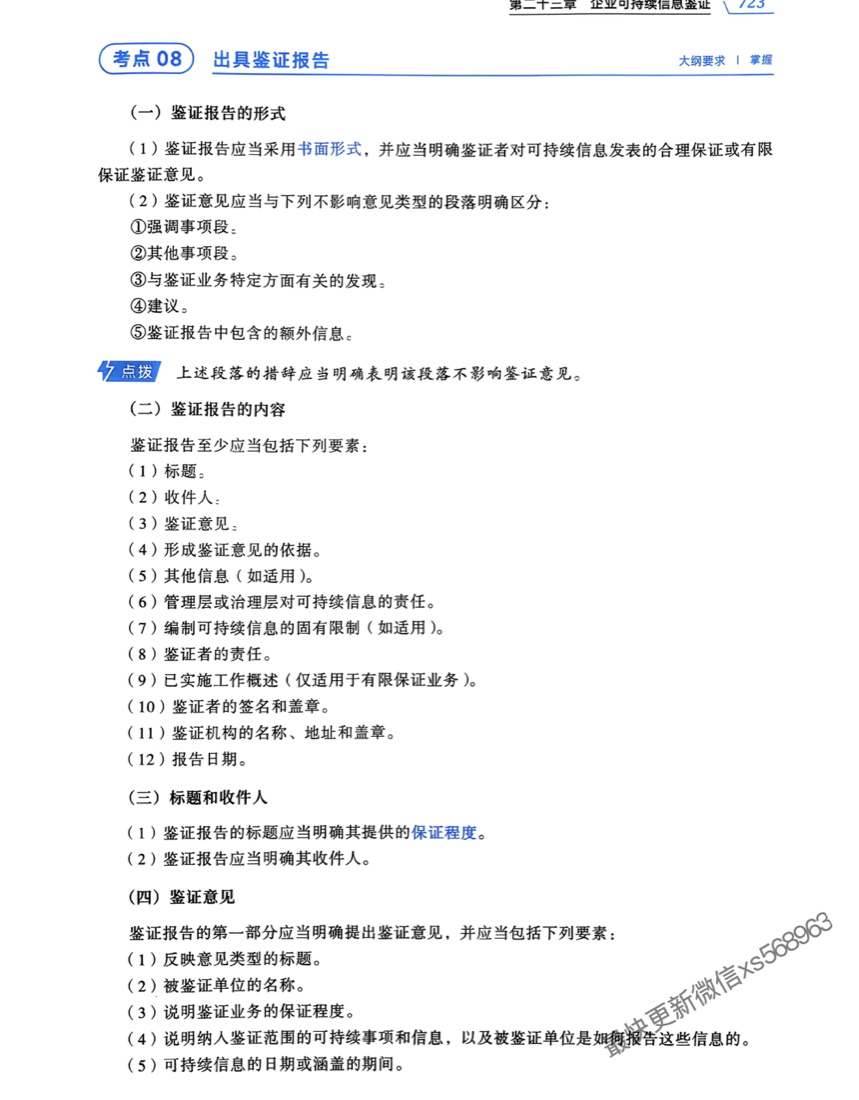 第二十三章 企业可持续信息鉴证 723
考点 08 出具鉴证报告 大纲要求 | 掌握
（一）鉴证报告的形式
（1）鉴证报告应当采用书面形式，并应当明确鉴证者对可持续信息发表的合理保证或有限
保证鉴证意见。
（2）鉴证意见应当与下列不影响意见类型的段落明确区分：
①强调事项段。
②其他事项段。
③与鉴证业务特定方面有关的发现。
④建议。
⑤鉴证报告中包含的额外信息。
点拨 上述段落的措辞应当明确表明该段落不影响鉴证意见。
（二）鉴证报告的内容
鉴证报告至少应当包括下列要素：
（1）标题。
（2）收件人。
（3）鉴证意见。
（4）形成鉴证意见的依据。
（5）其他信息（如适用）。
（6）管理层或治理层对可持续信息的责任。
（7）编制可持续信息的固有限制（如适用）。
（8）鉴证者的责任。
（9）已实施工作概述（仅适用于有限保证业务）。
（10）鉴证者的签名和盖章。
（11）鉴证机构的名称、地址和盖章。
（12）报告日期。
（三）标题和收件人
（1）鉴证报告的标题应当明确其提供的保证程度。
（2）鉴证报告应当明确其收件人。
（四）鉴证意见
鉴证报告的第一部分应当明确提出鉴证意见，并应当包括下列要素：
（1）反映意见类型的标题。
（2）被鉴证单位的名称。
（3）说明鉴证业务的保证程度。
（4）说明纳入鉴证范围的可持续事项和信息，以及被鉴证单位是如何报告这些信息的。
（5）可持续信息的日期或涵盖的期间。
最快更新微信xs568963